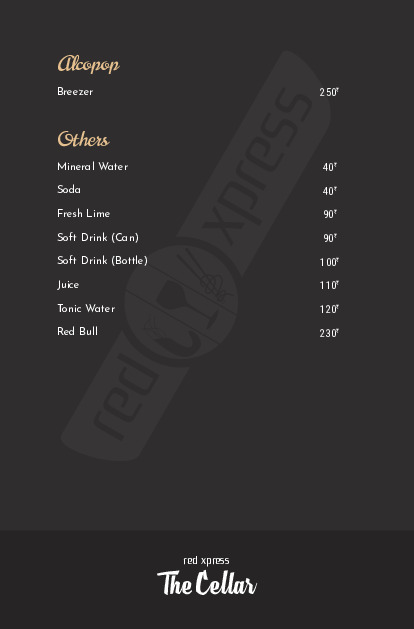 Alcopop
Breezer 250₹
Others
Mineral Water 40₹
Soda 40₹
Fresh Lime 90₹
Soft Drink (Can) 90₹
Soft Drink (Bottle) 100₹
Juice 110₹
Tonic Water 120₹
Red Bull 230₹
red xpress
red xpress
The Cellar